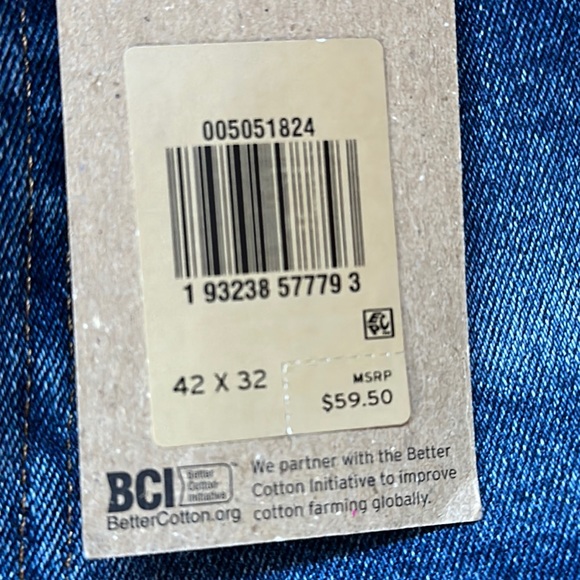 005051824
1 93238 57779 3
42 X 32
MSRP
$59.50
BCI
Better
Cotton
Initiative
BetterCotton.org
We partner with the Better
Cotton Initiative to improve
cotton farming globally.